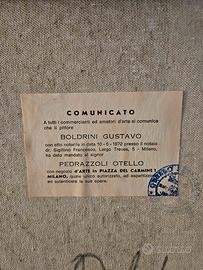 COMUNICATO
A tutti i commercianti ed amatori d'arte si comunica
che il pittore
BOLDRINI GUSTAVO
con atto notarile in data 10-6-1972 presso il notaio
dr. Sigillino Francesco, Largo Treves, 5 - Milano,
ha dato mandato al signor
PEDRAZZOLI OTELLO
con negozio d'ARTE in PIAZZA DEL CARMINE
MILANO, quale unico autorizzato, ad espertizzare
ed autenticare le sue opere.
subito